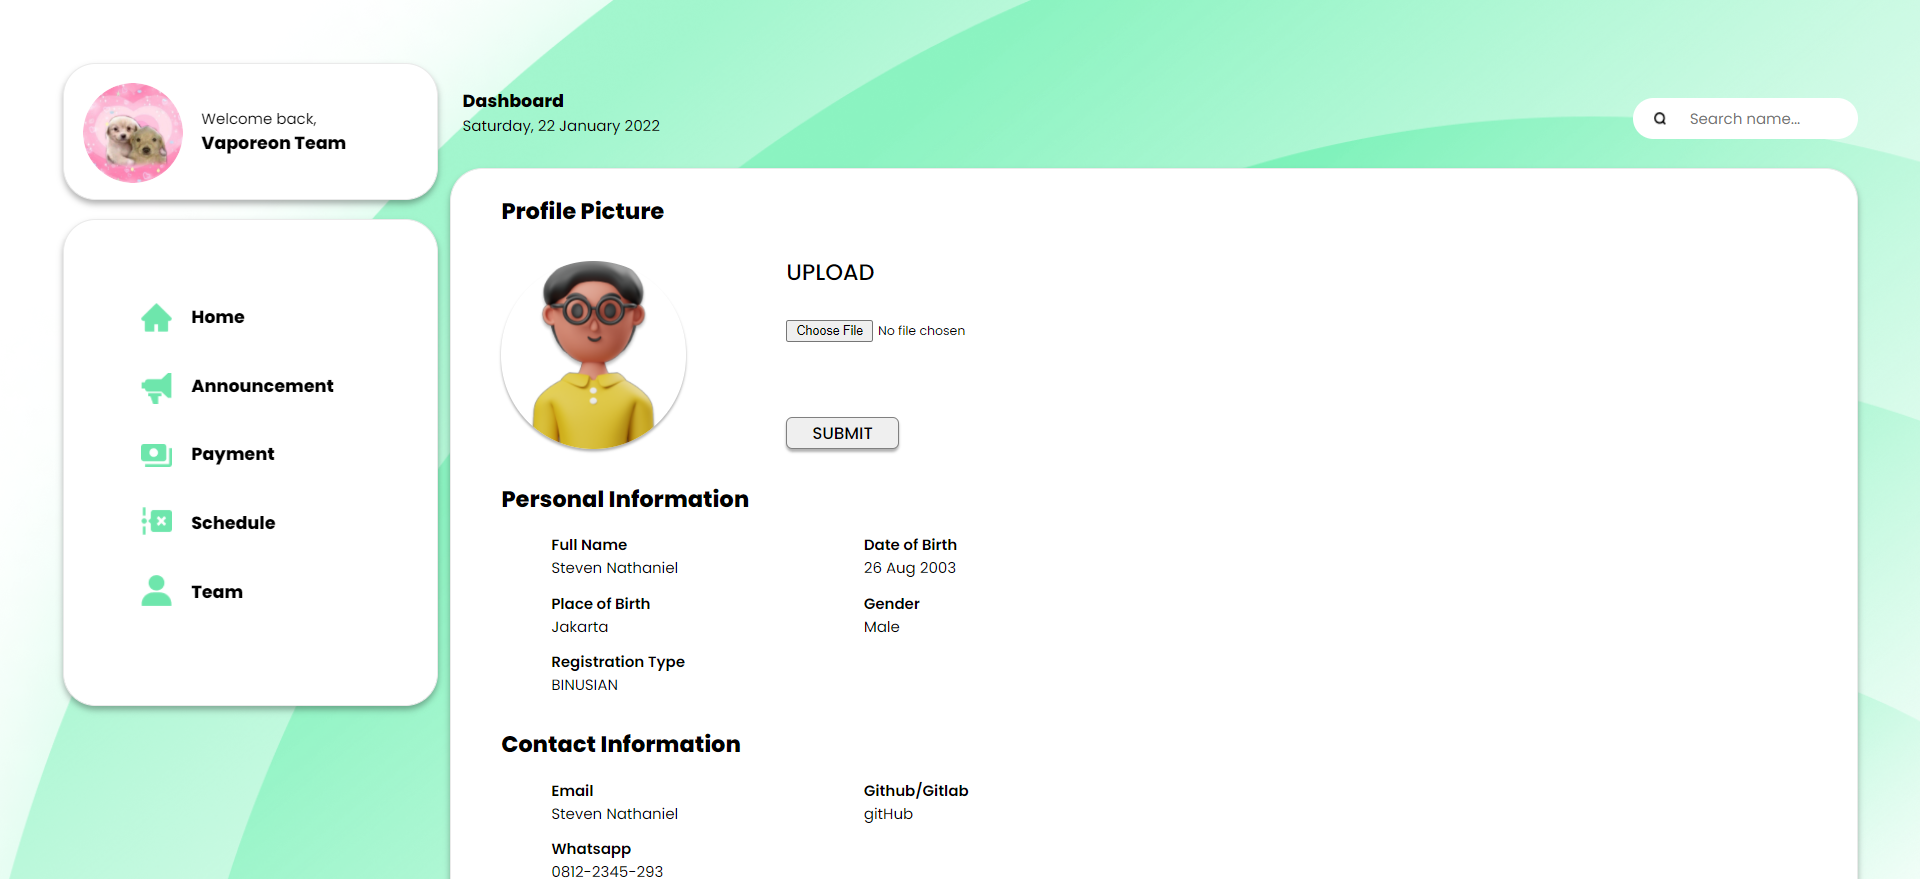 Welcome back,
Vaporeon Team
Home
Announcement
Payment
Schedule
Team
Dashboard
Saturday, 22 January 2022
Search name...
Profile Picture
UPLOAD
Choose File No file chosen
SUBMIT
Personal Information
Full Name
Steven Nathaniel
Date of Birth
26 Aug 2003
Place of Birth
Jakarta
Gender
Male
Registration Type
BINUSIAN
Contact Information
Email
Steven Nathaniel
Github/Gitlab
gitHub
Whatsapp
0812-2345-293